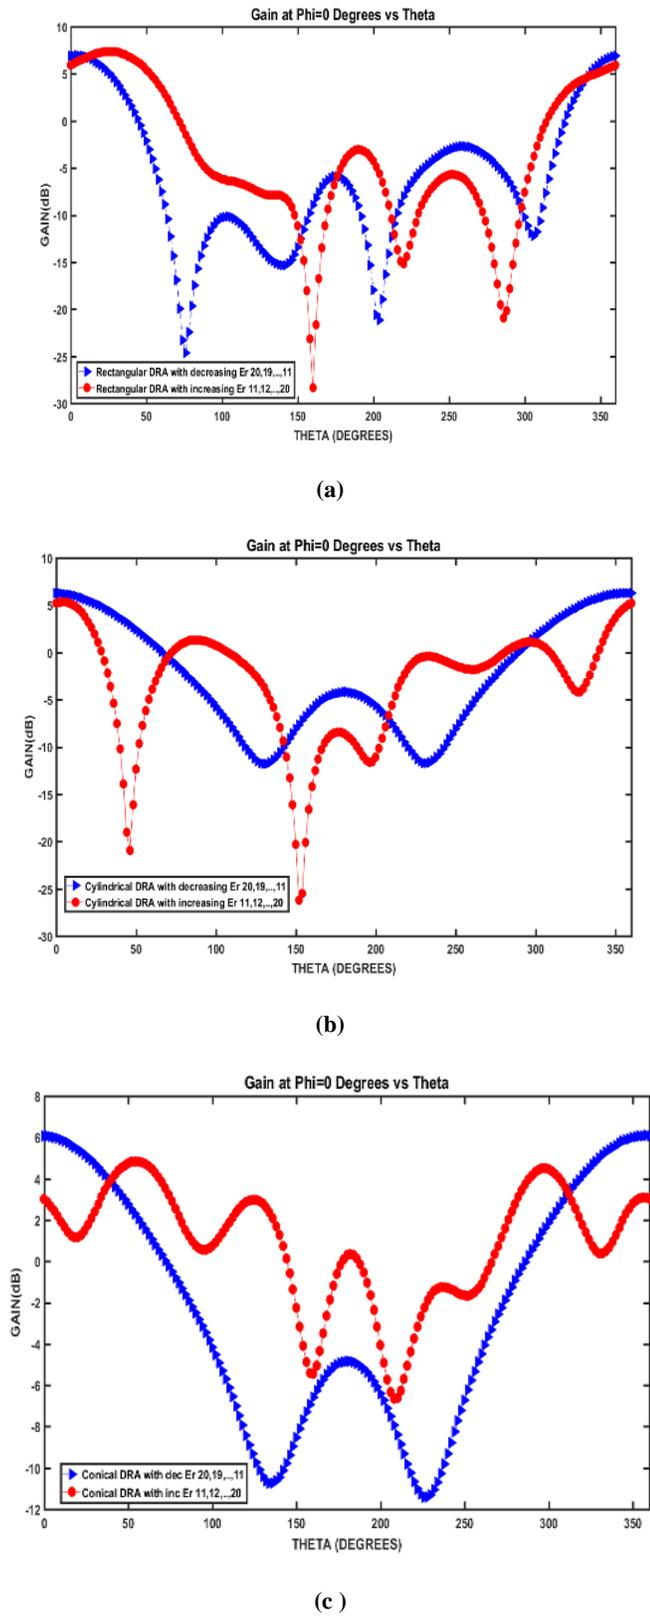 Gain at Phi=0 Degrees vs Theta
10
5
0
-5
-10
-15
-20
-25
-30
GAIN(dB)
Rectangular DRA with decreasing Er 20,19,..,11
Rectangular DRA with increasing Er 11,12,..,20
0 50 100 150 200 250 300 350
THETA (DEGREES)
(a)
Gain at Phi=0 Degrees vs Theta
10
5
0
-5
-10
-15
-20
-25
-30
GAIN(dB)
Cylindrical DRA with decreasing Er 20,19,..,11
Cylindrical DRA with increasing Er 11,12,..,20
0 50 100 150 200 250 300 350
THETA (DEGREES)
(b)
Gain at Phi=0 Degrees vs Theta
8
6
4
2
0
-2
-4
-6
-8
-10
-12
GAIN(dB)
Conical DRA with dec Er 20,19,..,11
Conical DRA with inc Er 11,12,..,20
0 50 100 150 200 250 300 350
THETA (DEGREES)
(c )